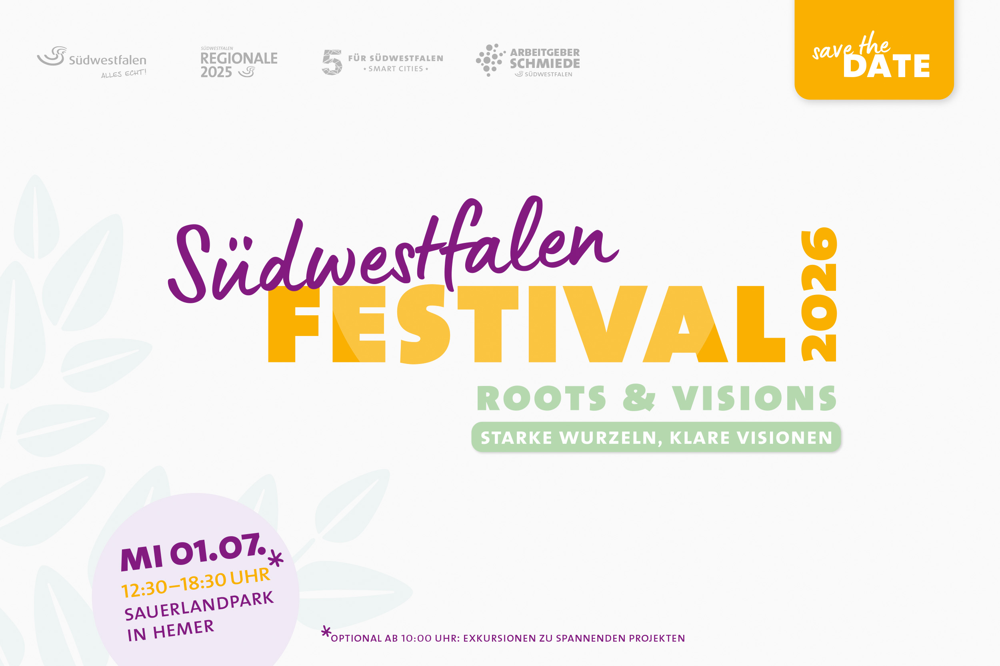 Südwestfalen
ALLES ECHT!
SÜDWESTFALEN
REGIONALE
2025
5 FÜR SÜDWESTFALEN
* SMART CITIES *
ARBEITGEBER
SCHMIEDE
SÜDWESTFALEN
save the
DATE
Südwestfalen
FESTIVAL
2026
ROOTS & VISIONS
STARKE WURZELN, KLARE VISIONEN
MI 01.07.*
12:30–18:30 UHR
SAUERLANDPARK
IN HEMER
*OPTIONAL AB 10:00 UHR: EXKURSIONEN ZU SPANNENDEN PROJEKTEN